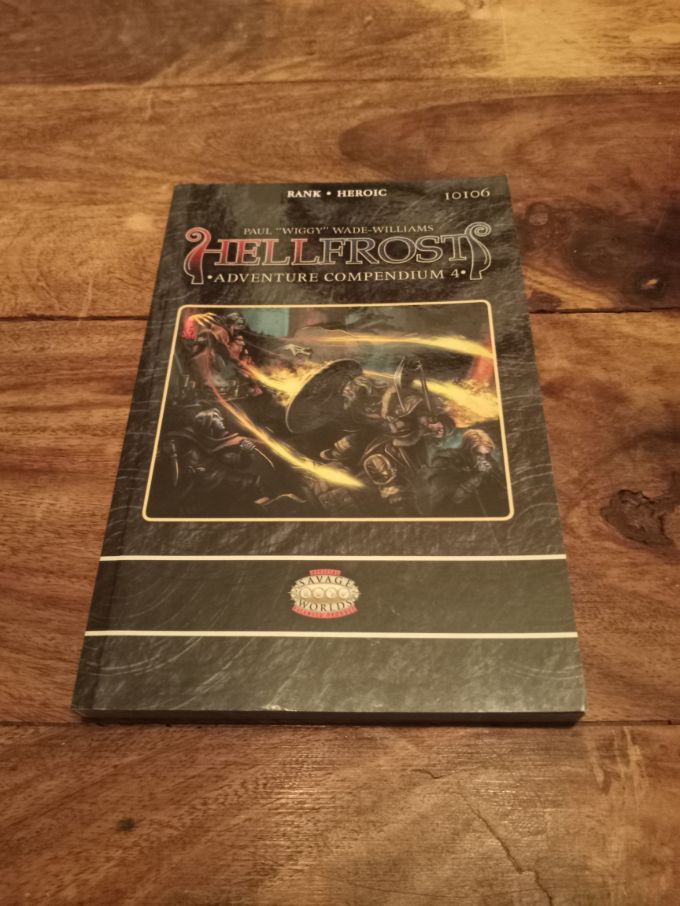 RANK • HEROIC
10106
PAUL "WIGGY" WADE-WILLIAMS
HELLFROST
•ADVENTURE COMPENDIUM 4•
SAVAGE
WORLDS